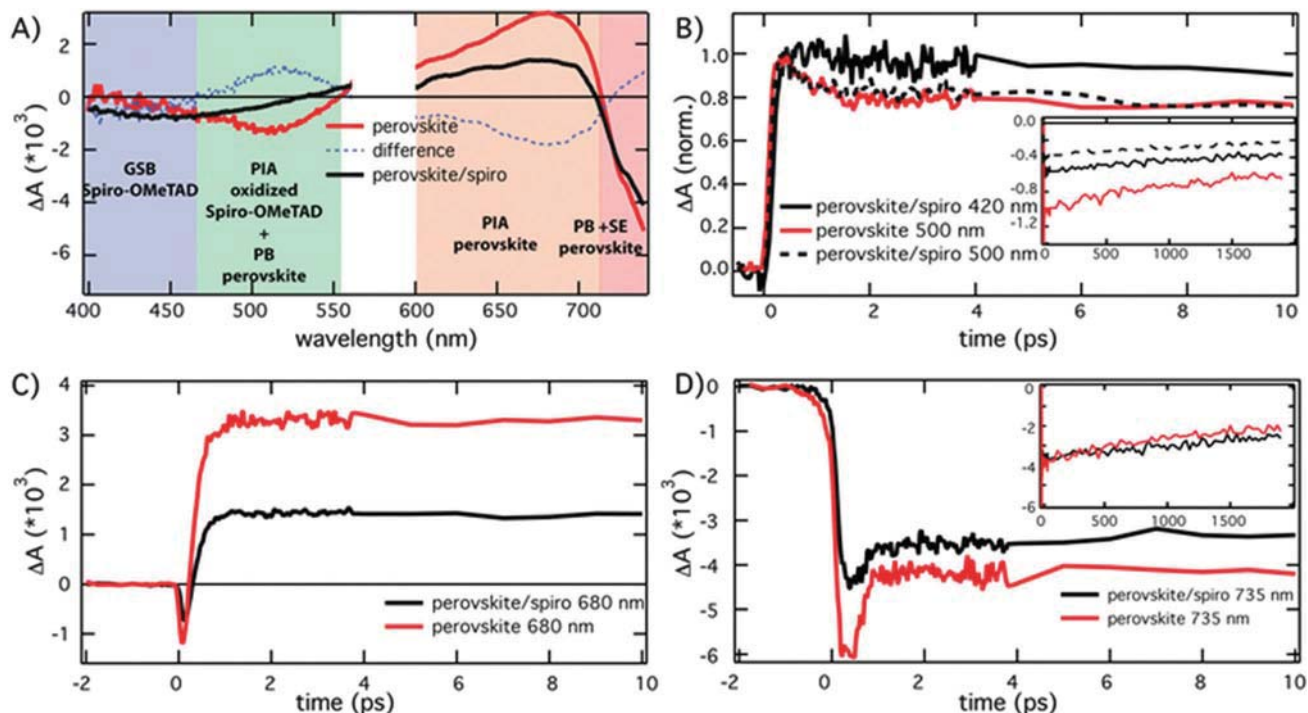 A)
2
0
-2
-4
-6
ΔA (*10³)
perovskite
difference
perovskite/spiro
GSB
Spiro-OMeTAD
PIA
oxidized
Spiro-OMeTAD
+
PB
perovskite
PIA
perovskite
PB +SE
perovskite
400 450 500 550 600 650 700
wavelength (nm)
B)
1.0
0.8
0.6
0.4
0.2
0.0
ΔA (norm.)
perovskite/spiro 420 nm
perovskite 500 nm
perovskite/spiro 500 nm
0.0
-0.4
-0.8
-1.2
0 500 1000 1500
0 2 4 6 8 10
time (ps)
C)
4
3
2
1
0
-1
ΔA (*10³)
perovskite/spiro 680 nm
perovskite 680 nm
-2 0 2 4 6 8 10
time (ps)
D)
0
-1
-2
-3
-4
-5
-6
ΔA (*10³)
0
-2
-4
-6
0 500 1000 1500
perovskite/spiro 735 nm
perovskite 735 nm
-2 0 2 4 6 8 10
time (ps)